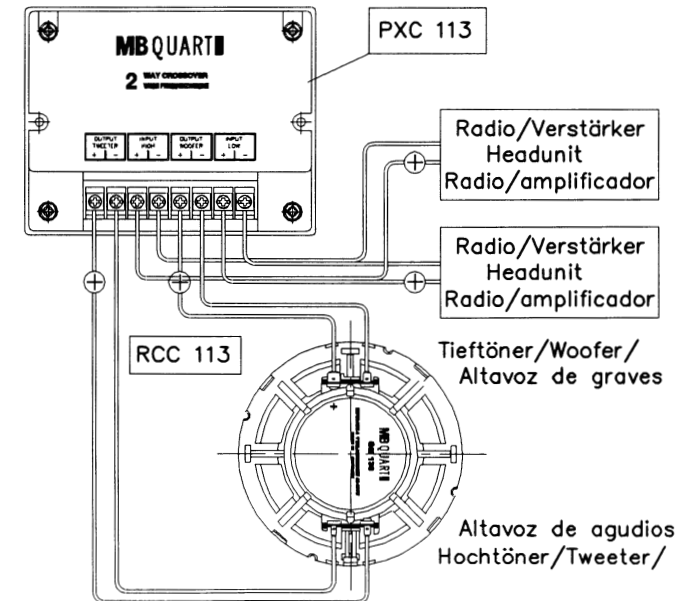 PXC 113
MB QUART
2 WAY CROSSOVER
OUTPUT TWEETER
+ -
INPUT HIGH
+ -
OUTPUT WOOFER
+ -
INPUT LOW
+ -
Radio/Verstärker
Headunit
Radio/amplificador
Radio/Verstärker
Headunit
Radio/amplificador
RCC 113
Tieftöner/Woofer/
Altavoz de graves
+
MB QUART
Altavoz de agudios
Hochtöner/Tweeter/